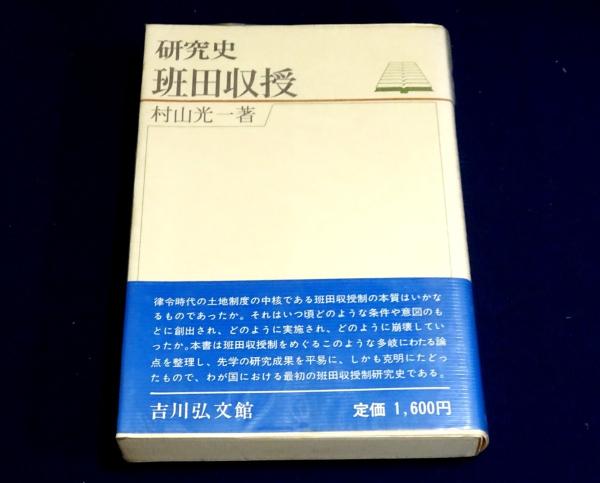 研究史
班田収授
村山光一著
律令時代の土地制度の中核である班田収授制の本質はいかな
るものであったか。それはいつ頃どのような条件や意図のも
とに創出され、どのように実施され、どのように崩壊してい
ったか。本書は班田収授制をめぐるこのような多岐にわたる論
点を整理し、先学の研究成果を平易に、しかも克明にたどっ
たもので、わが国における最初の班田収授制研究史である。
吉川弘文館 定価 1,600円